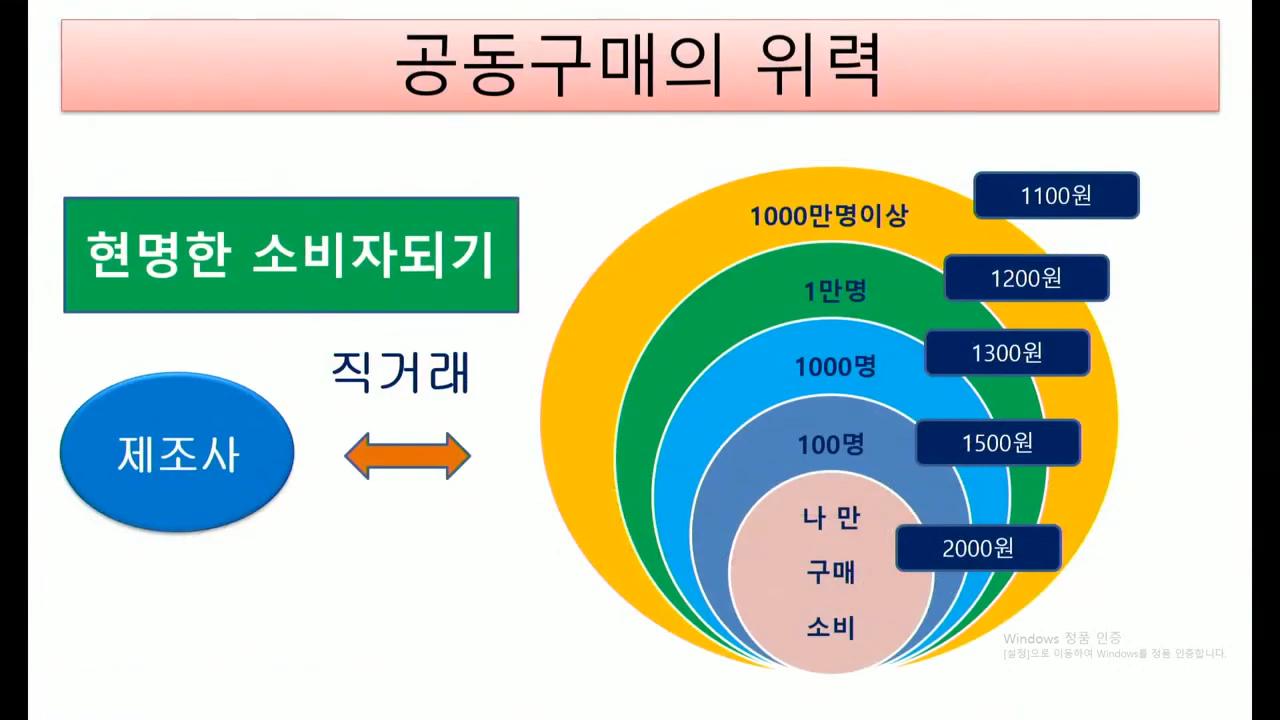 공동구매의 위력
현명한 소비자되기
직거래
제조사
1000만명이상
1100원
1만명
1200원
1000명
1300원
100명
1500원
나 만
구매
소비
2000원
Windows 정품 인증
[설정]으로 이동하여 Windows를 정품 인증합니다.